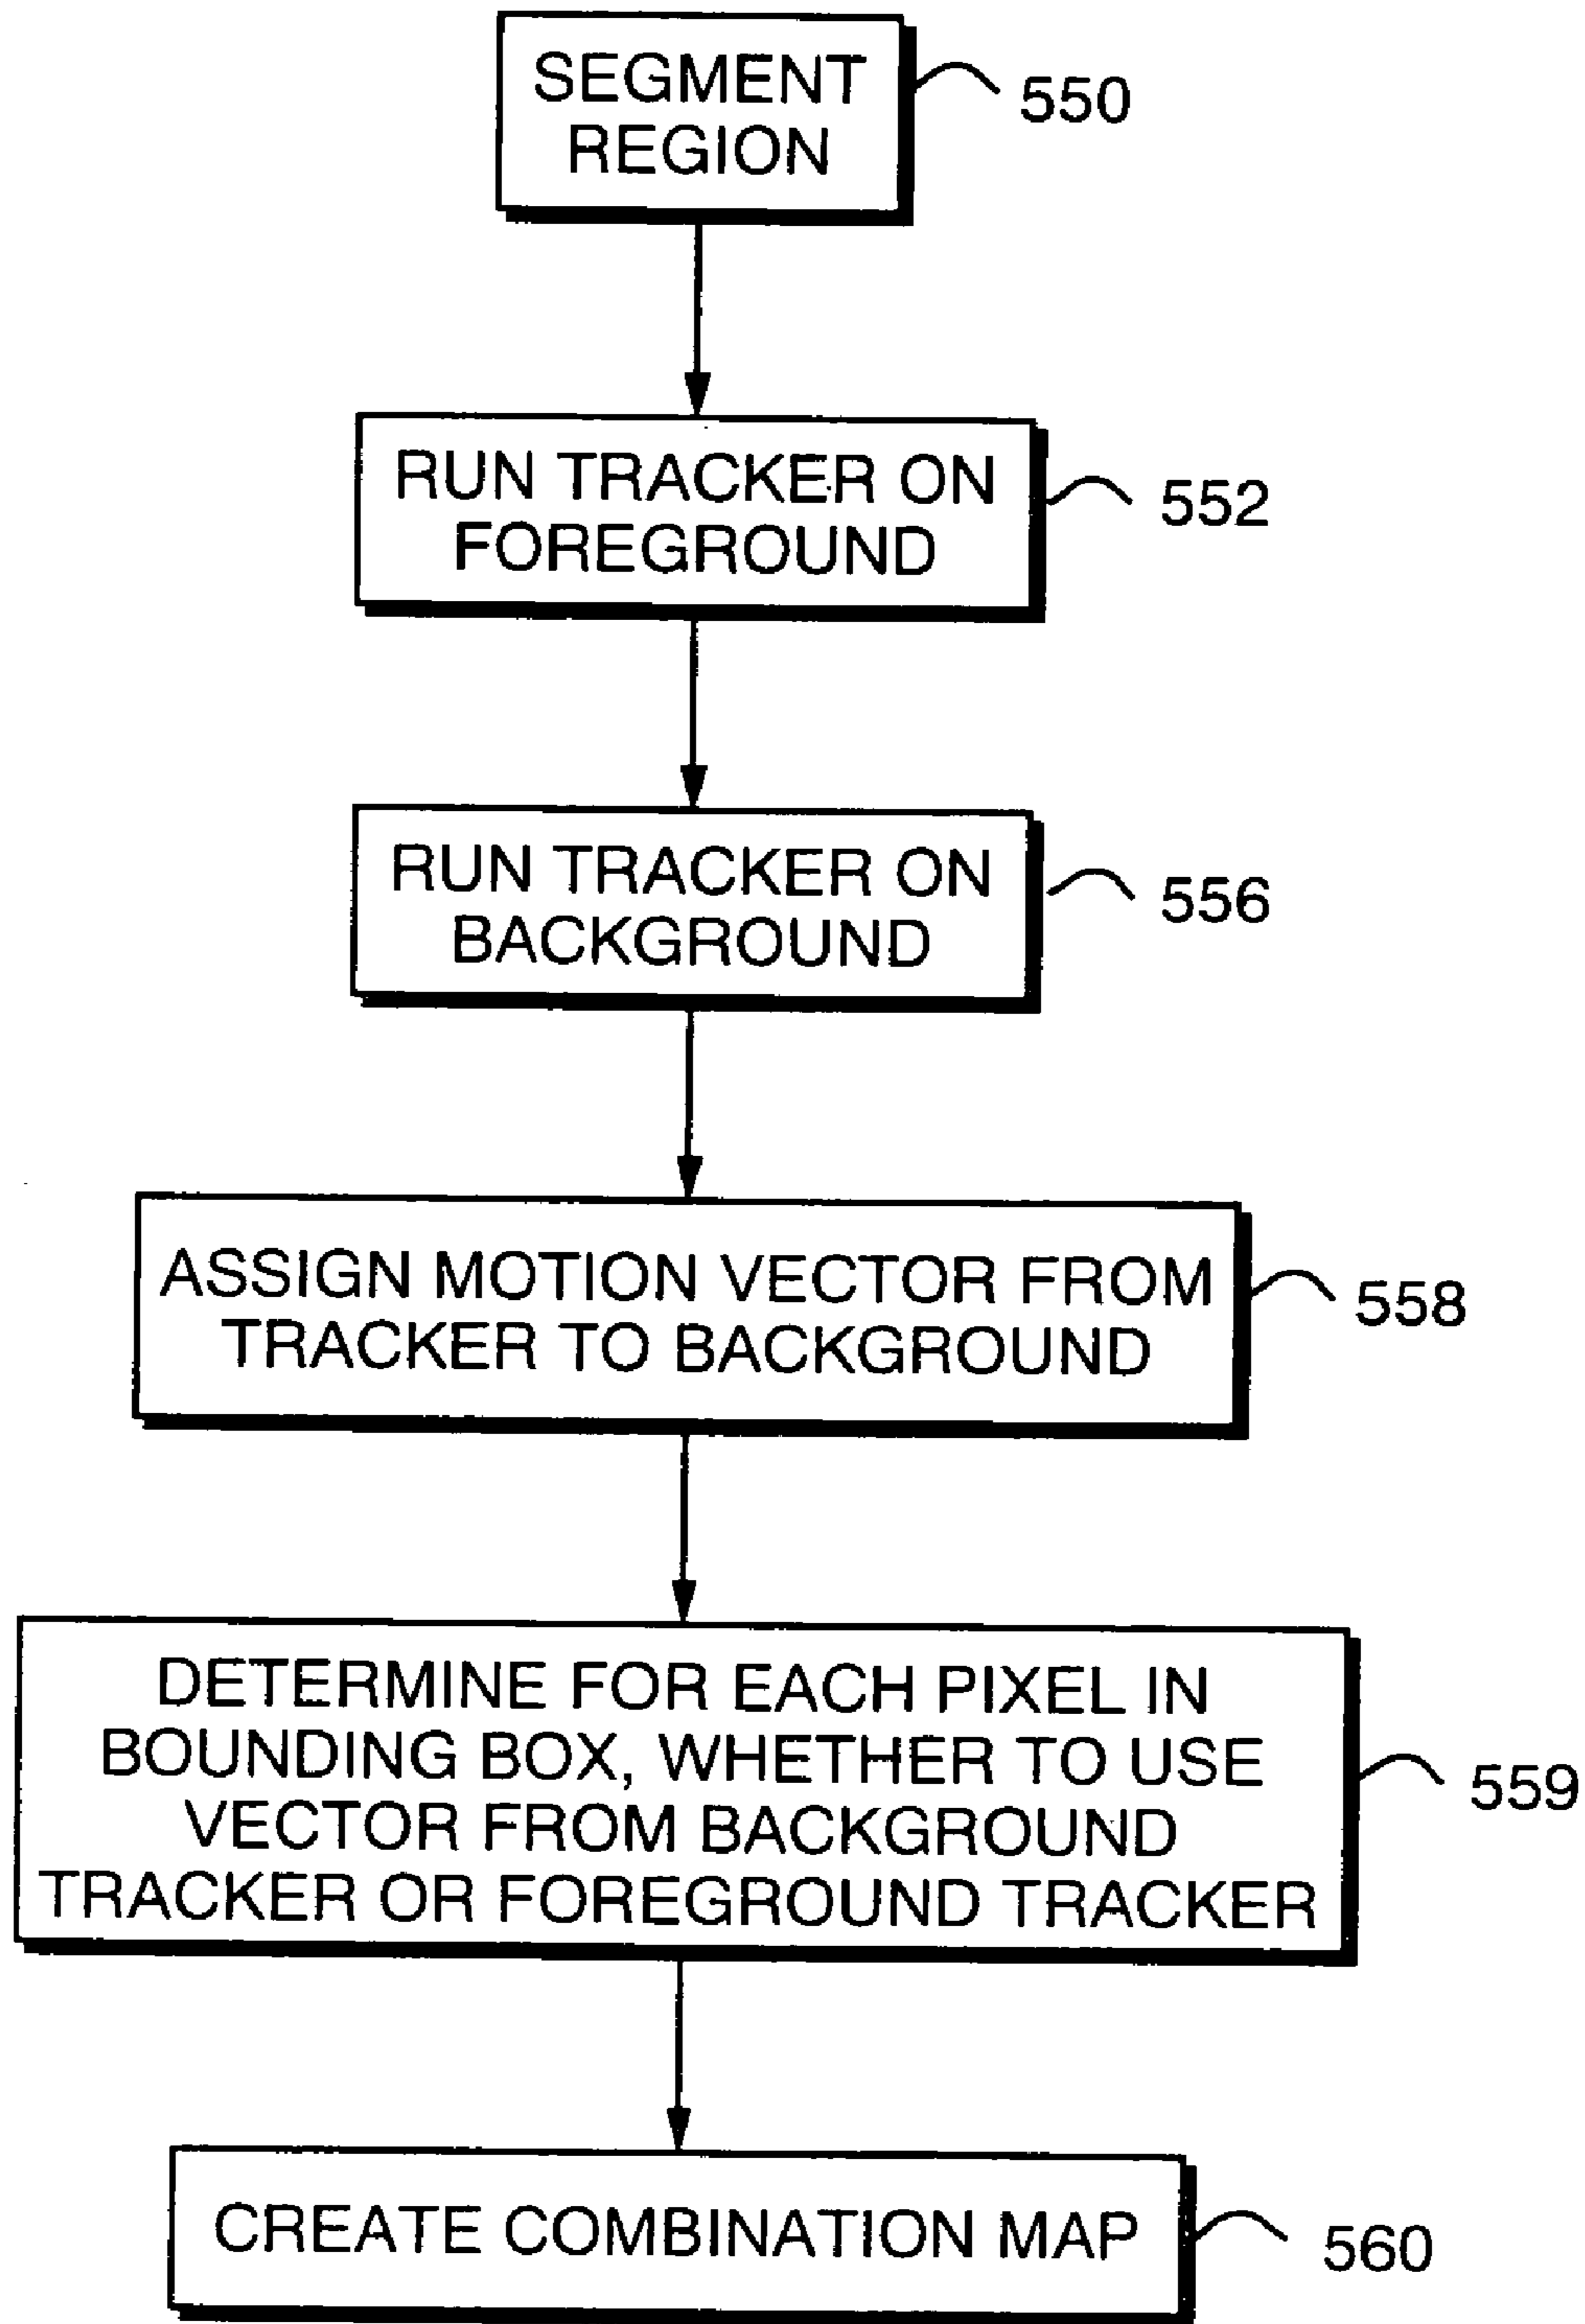 SEGMENT
REGION
550
RUN TRACKER ON
FOREGROUND
552
RUN TRACKER ON
BACKGROUND
556
ASSIGN MOTION VECTOR FROM
TRACKER TO BACKGROUND
558
DETERMINE FOR EACH PIXEL IN
BOUNDING BOX, WHETHER TO USE
VECTOR FROM BACKGROUND
TRACKER OR FOREGROUND TRACKER
559
CREATE COMBINATION MAP
560